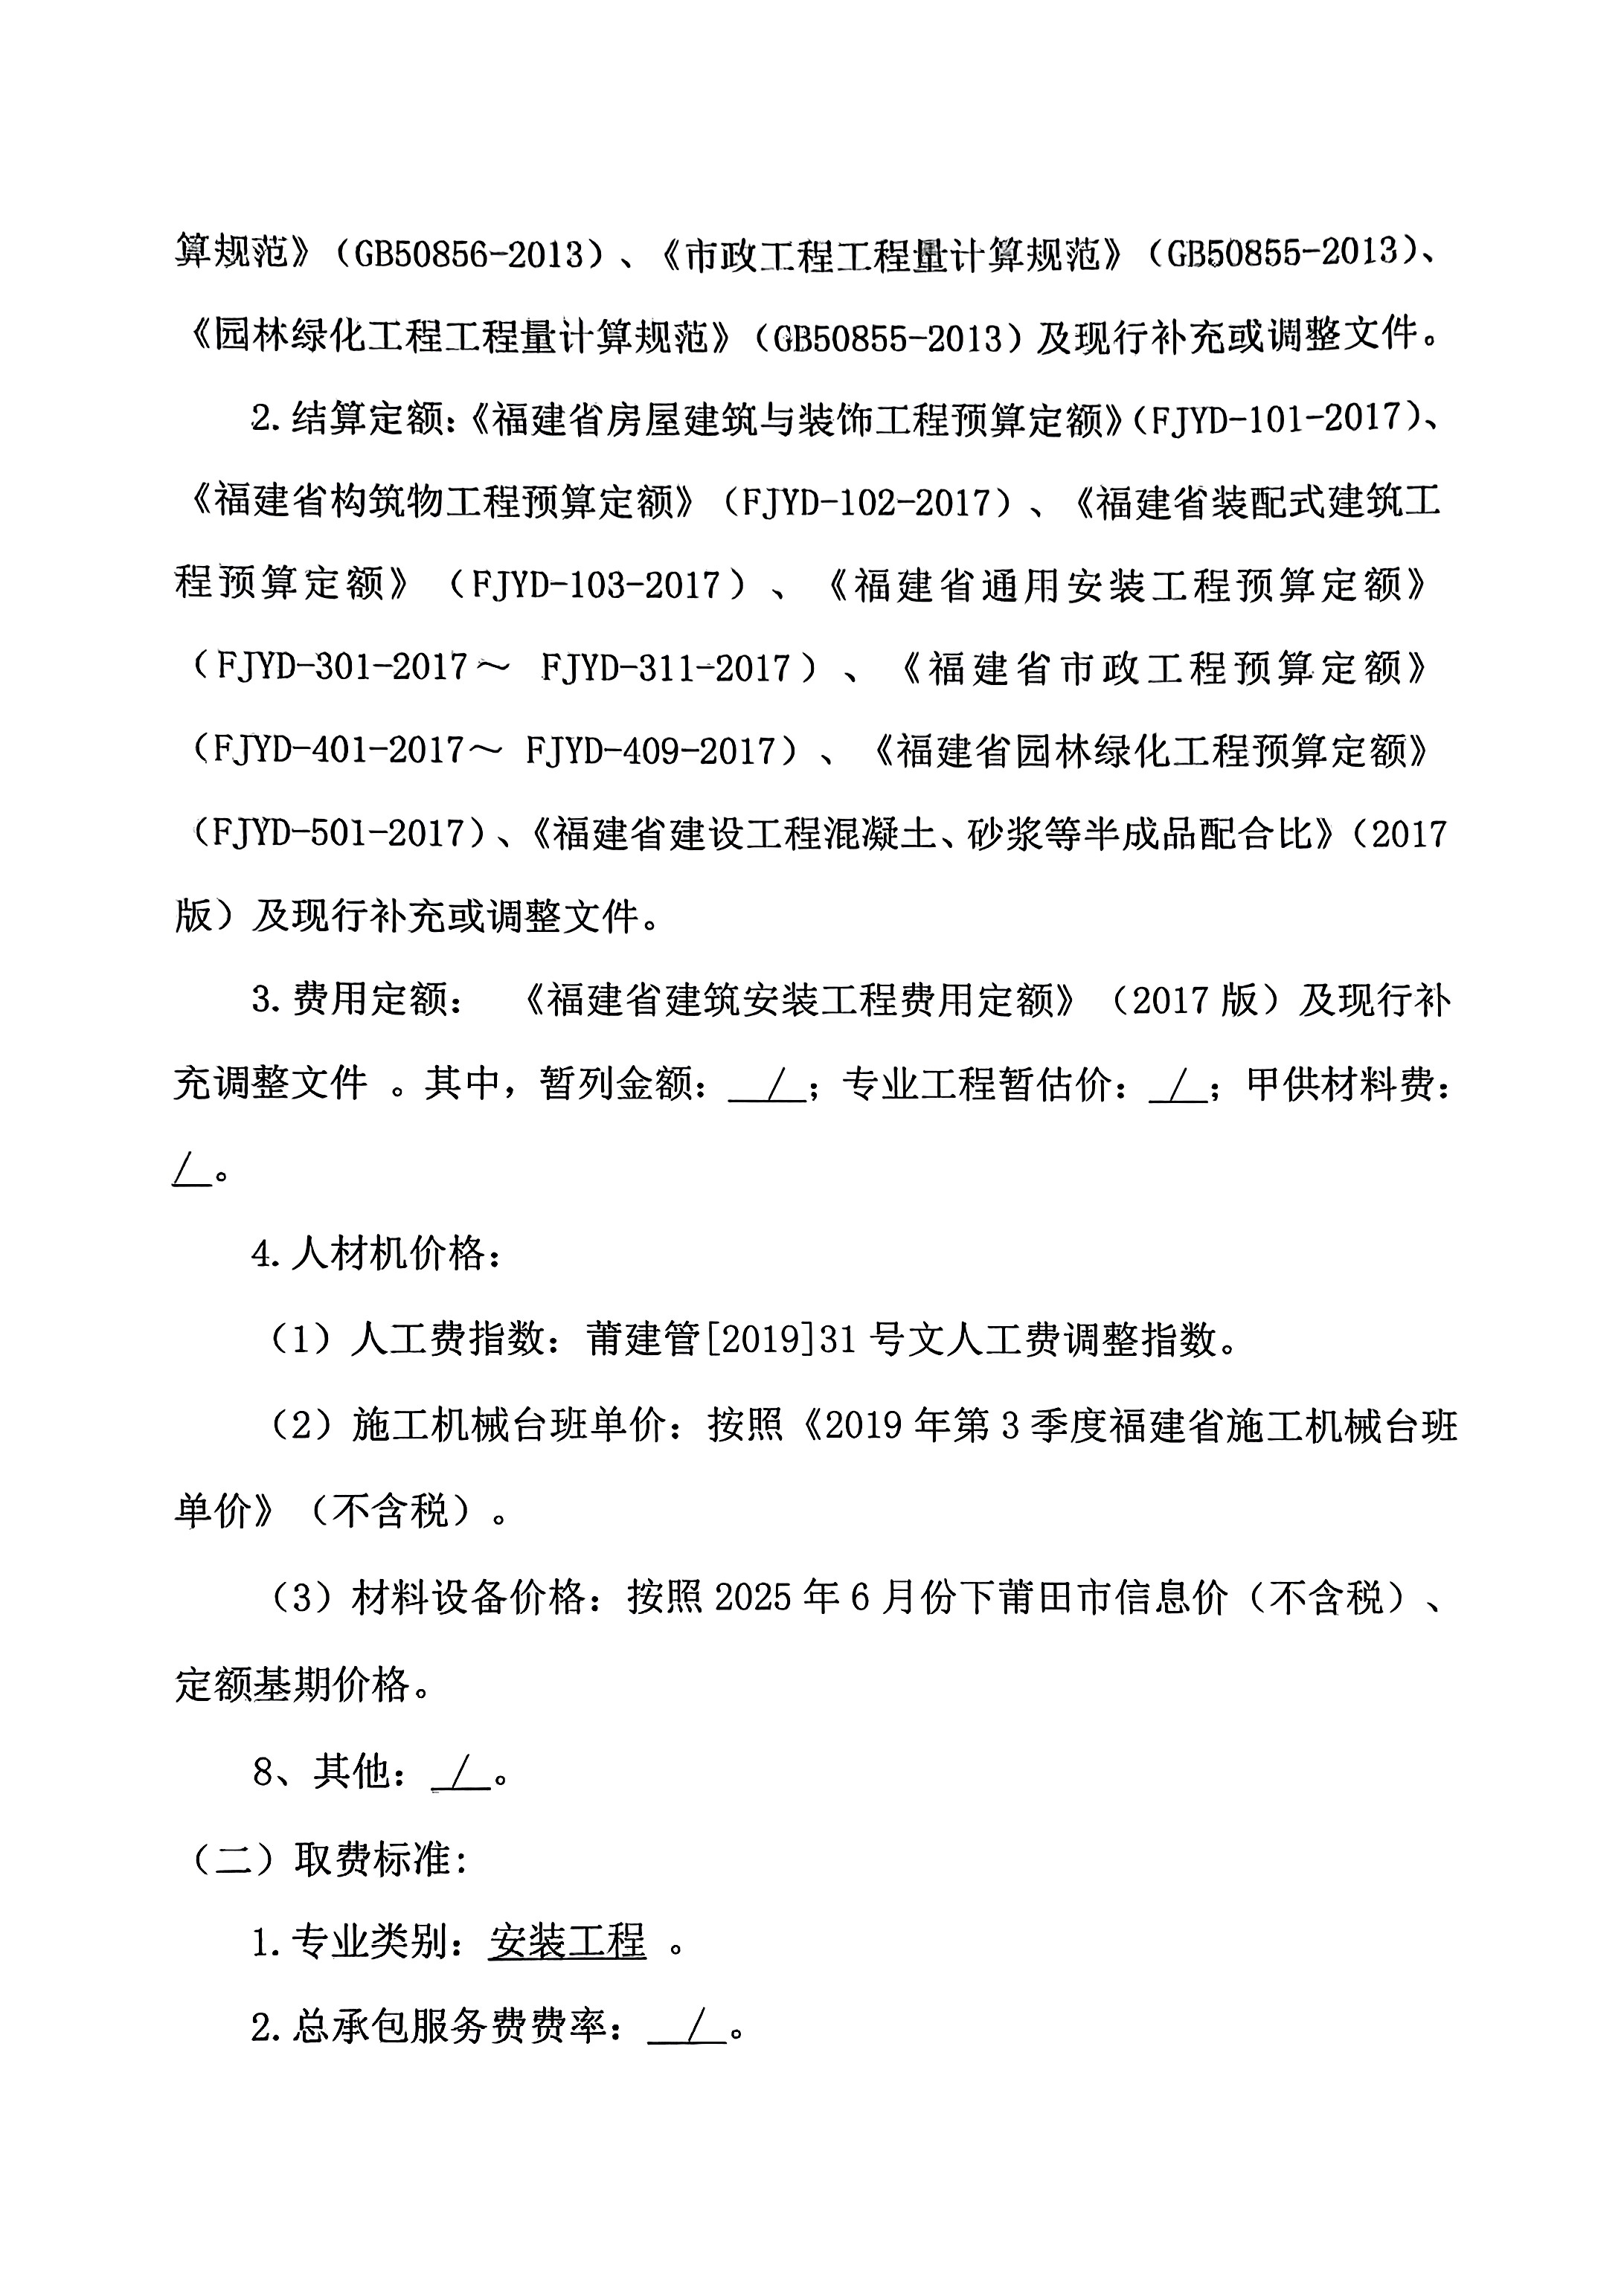 算规范》（GB50856-2013）、《市政工程工程量计算规范》（GB50855-2013）、
《园林绿化工程工程量计算规范》（GB50855-2013）及现行补充或调整文件。
2.结算定额：《福建省房屋建筑与装饰工程预算定额》（FJYD-101-2017）、
《福建省构筑物工程预算定额》（FJYD-102-2017）、《福建省装配式建筑工
程预算定额》（FJYD-103-2017）、《福建省通用安装工程预算定额》
（FJYD-301-2017～ FJYD-311-2017）、《福建省市政工程预算定额》
（FJYD-401-2017～ FJYD-409-2017）、《福建省园林绿化工程预算定额》
（FJYD-501-2017）、《福建省建设工程混凝土、砂浆等半成品配合比》（2017
版）及现行补充或调整文件。
3.费用定额： 《福建省建筑安装工程费用定额》（2017 版）及现行补
充调整文件 。其中，暂列金额： / ；专业工程暂估价： / ；甲供材料费：
/ 。
4.人材机价格：
（1）人工费指数：莆建管[2019]31 号文人工费调整指数。
（2）施工机械台班单价：按照《2019 年第 3 季度福建省施工机械台班
单价》（不含税）。
（3）材料设备价格：按照 2025 年 6 月份下莆田市信息价（不含税）、
定额基期价格。
8、其他： / 。
（二）取费标准：
1.专业类别：安装工程 。
2.总承包服务费费率： / 。